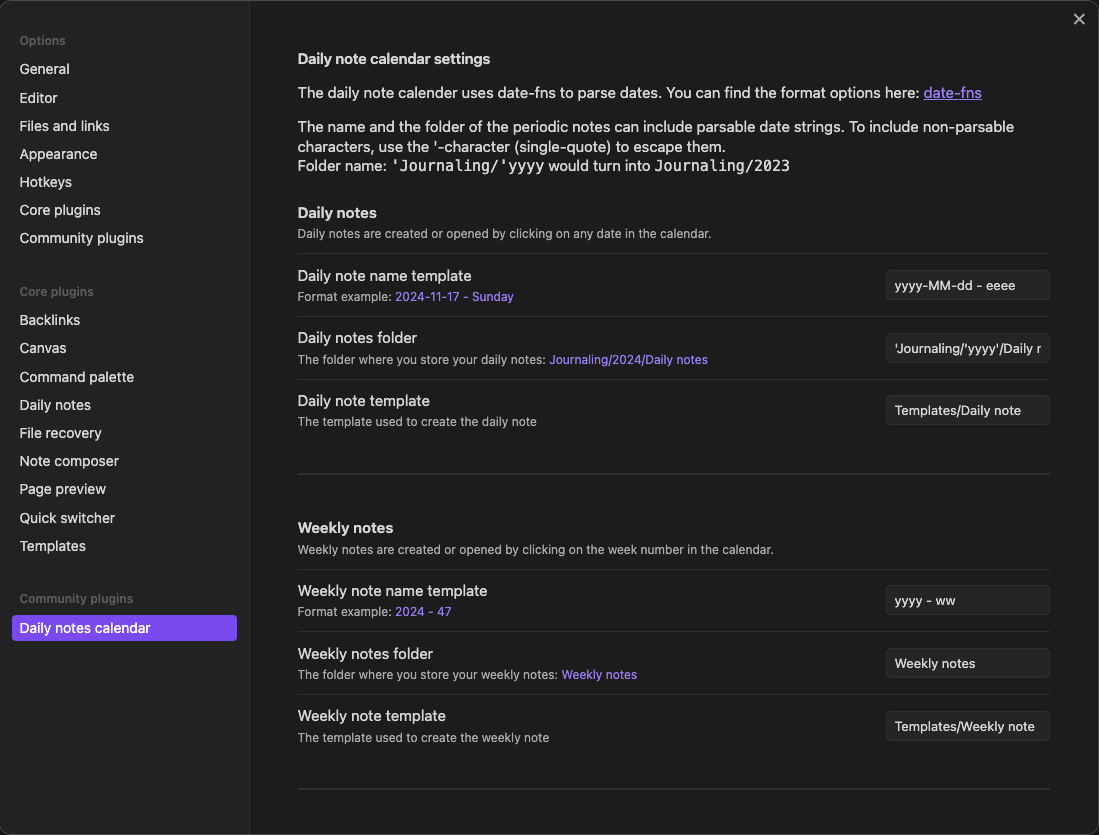 Options
General
Editor
Files and links
Appearance
Hotkeys
Core plugins
Community plugins
Core plugins
Backlinks
Canvas
Command palette
Daily notes
File recovery
Note composer
Page preview
Quick switcher
Templates
Community plugins
Daily notes calendar
Daily note calendar settings
The daily note calender uses date-fns to parse dates. You can find the format options here: date-fns
The name and the folder of the periodic notes can include parsable date strings. To include non-parsable
characters, use the '-character (single-quote) to escape them.
Folder name: 'Journaling/'yyyy would turn into Journaling/2023
Daily notes
Daily notes are created or opened by clicking on any date in the calendar.
Daily note name template
Format example: 2024-11-17 - Sunday
yyyy-MM-dd - eeee
Daily notes folder
The folder where you store your daily notes: Journaling/2024/Daily notes
'Journaling/'yyyy'/Daily
Daily note template
The template used to create the daily note
Templates/Daily note
Weekly notes
Weekly notes are created or opened by clicking on the week number in the calendar.
Weekly note name template
Format example: 2024 - 47
yyyy - ww
Weekly notes folder
The folder where you store your weekly notes: Weekly notes
Weekly notes
Weekly note template
The template used to create the weekly note
Templates/Weekly note